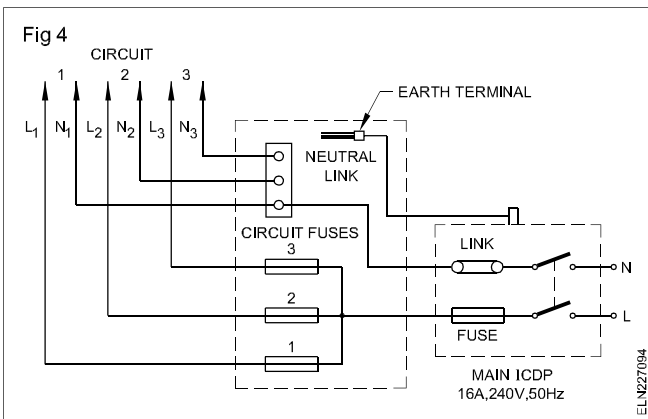 Fig 4
CIRCUIT
1 2 3
EARTH TERMINAL
L1 N1 L2 N2 L3 N3
NEUTRAL
LINK
CIRCUIT FUSES
3
LINK
N
2
L
FUSE
1
MAIN ICDP
16A,240V,50Hz
ELN227094